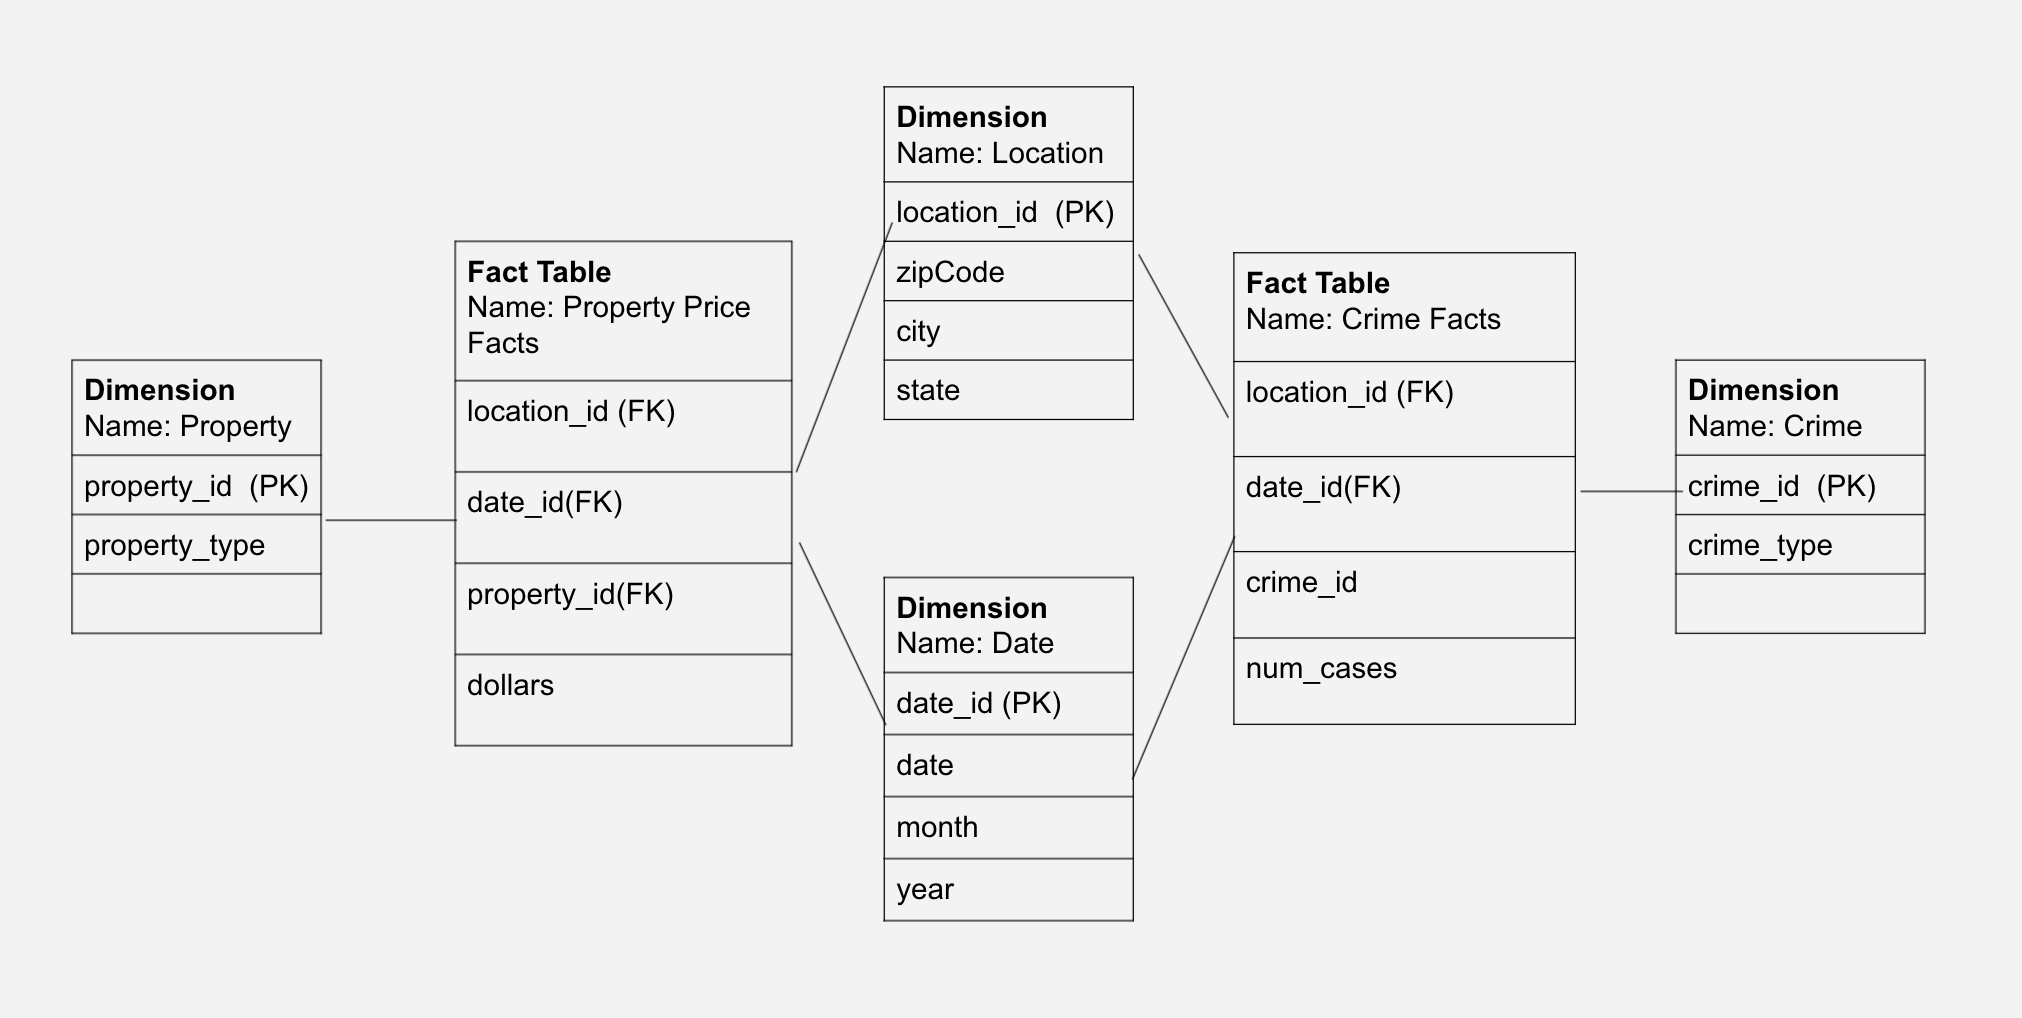 Dimension
Name: Property
property_id  (PK)
property_type
Fact Table
Name: Property Price
Facts
location_id (FK)
date_id(FK)
property_id(FK)
dollars
Dimension
Name: Location
location_id  (PK)
zipCode
city
state
Dimension
Name: Date
date_id (PK)
date
month
year
Fact Table
Name: Crime Facts
location_id (FK)
date_id(FK)
crime_id
num_cases
Dimension
Name: Crime
crime_id  (PK)
crime_type